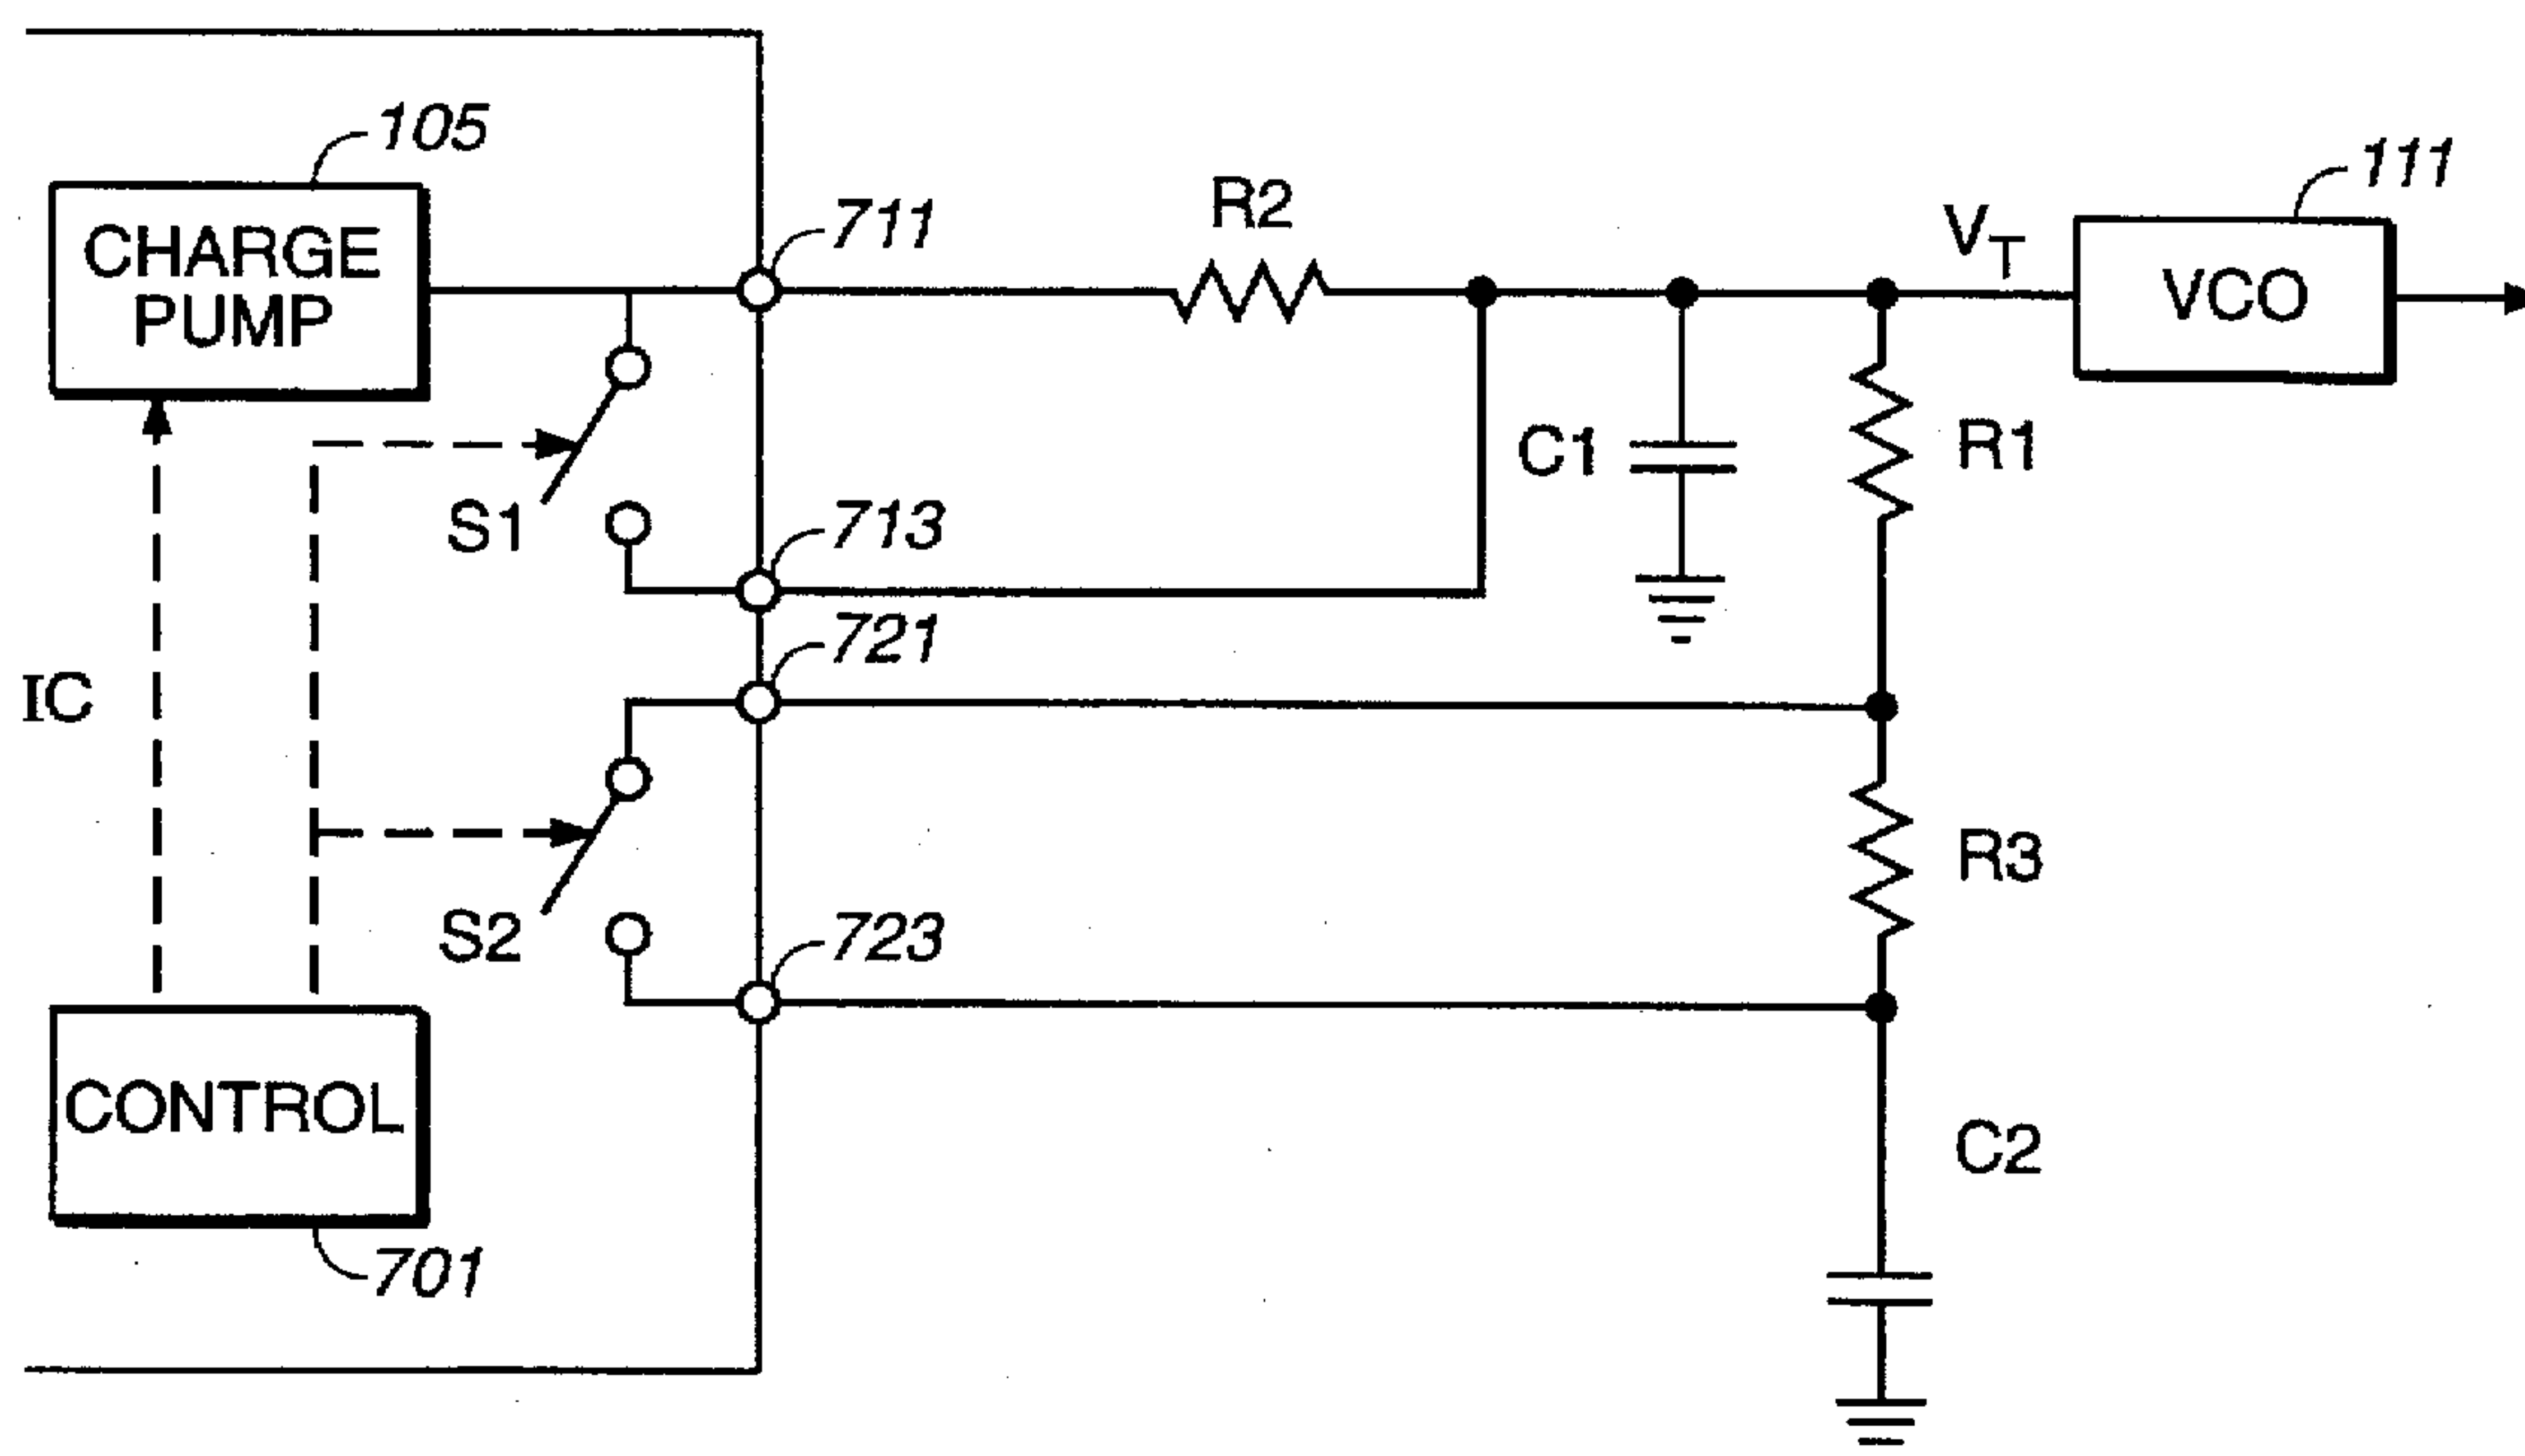 105
CHARGE
PUMP
711
R2
V_T
111
VCO
S1
C1
R1
713
721
IC
S2
R3
723
CONTROL
C2
701